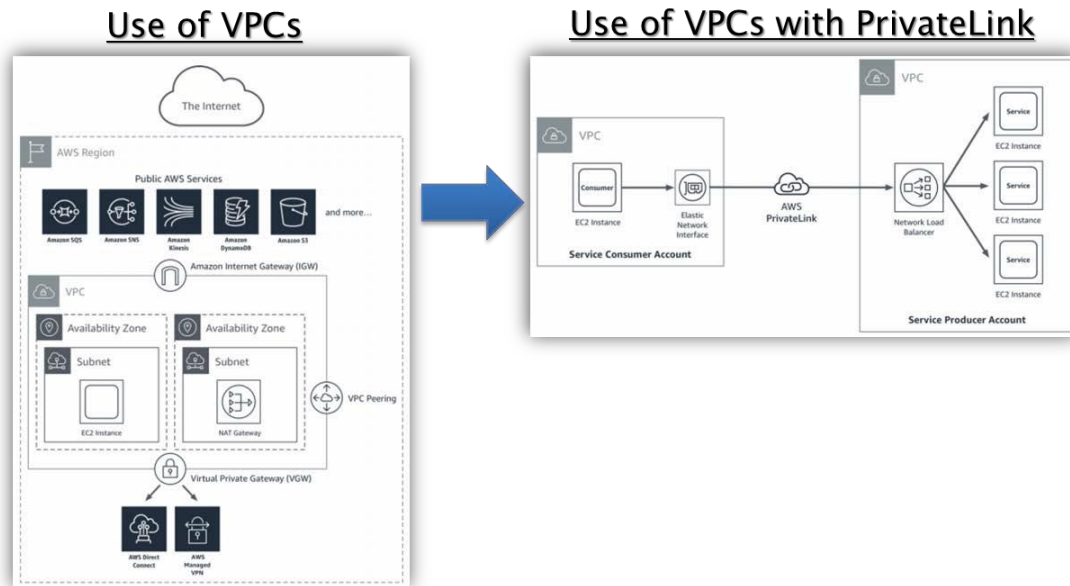 Use of VPCs
Use of VPCs with PrivateLink
The Internet
AWS Region
Public AWS Services
Amazon SQS
Amazon SNS
Amazon
Kinesis
Amazon
DynamoDB
Amazon S3
and more...
Amazon Internet Gateway (IGW)
VPC
Availability Zone
Availability Zone
Subnet
Subnet
EC2 Instance
NAT Gateway
VPC Peering
Virtual Private Gateway (VGW)
AWS Direct
Connect
AWS
Managed
VPN
VPC
Consumer
EC2 Instance
Elastic
Network
Interface
Service Consumer Account
AWS
PrivateLink
VPC
Network Load
Balancer
Service
EC2 Instance
Service
EC2 Instance
Service
EC2 Instance
Service Producer Account